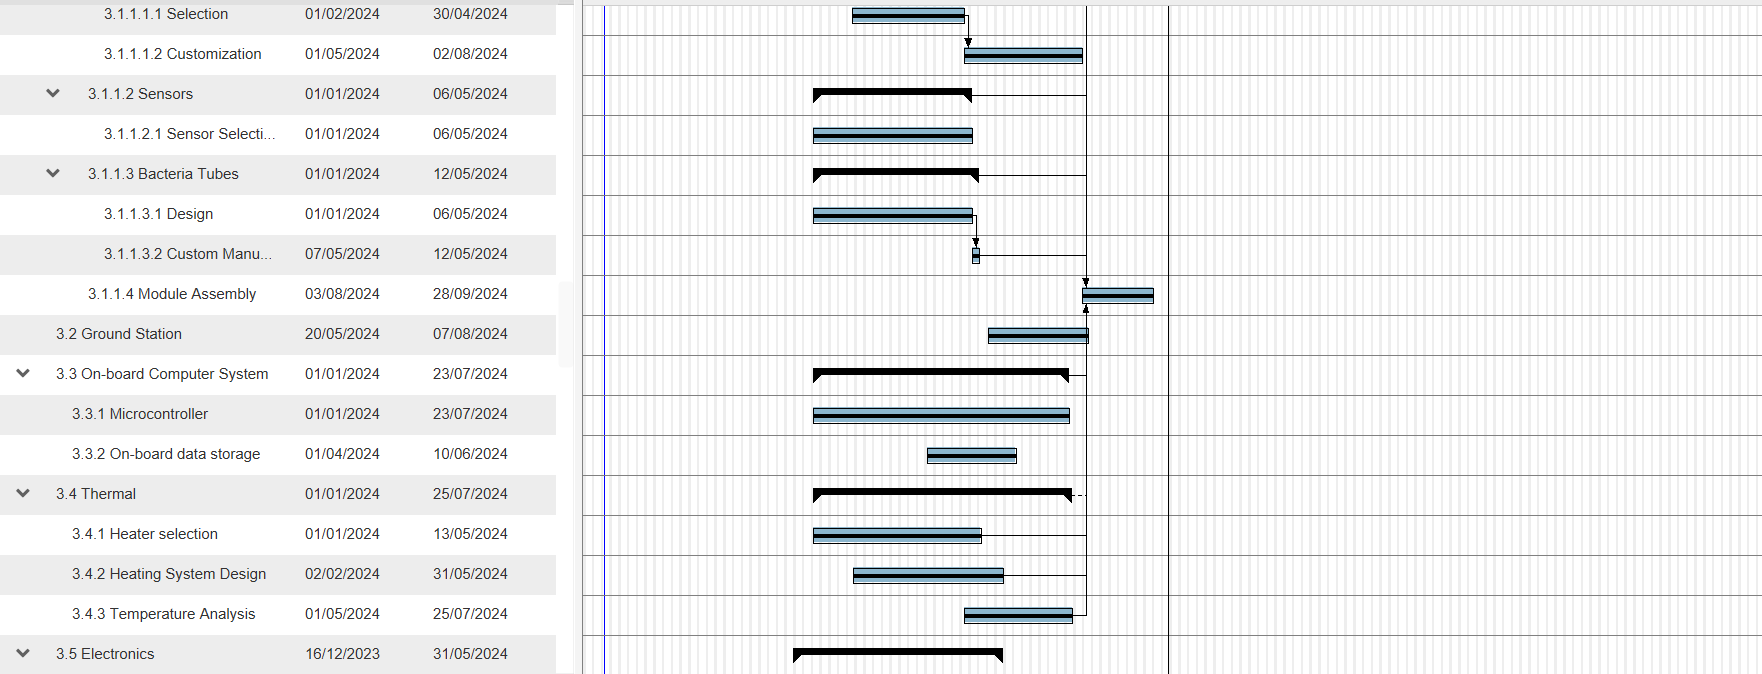 3.1.1.1.1 Selection 01/02/2024 30/04/2024
3.1.1.1.2 Customization 01/05/2024 02/08/2024
3.1.1.2 Sensors 01/01/2024 06/05/2024
3.1.1.2.1 Sensor Selecti... 01/01/2024 06/05/2024
3.1.1.3 Bacteria Tubes 01/01/2024 12/05/2024
3.1.1.3.1 Design 01/01/2024 06/05/2024
3.1.1.3.2 Custom Manu... 07/05/2024 12/05/2024
3.1.1.4 Module Assembly 03/08/2024 28/09/2024
3.2 Ground Station 20/05/2024 07/08/2024
3.3 On-board Computer System 01/01/2024 23/07/2024
3.3.1 Microcontroller 01/01/2024 23/07/2024
3.3.2 On-board data storage 01/04/2024 10/06/2024
3.4 Thermal 01/01/2024 25/07/2024
3.4.1 Heater selection 01/01/2024 13/05/2024
3.4.2 Heating System Design 02/02/2024 31/05/2024
3.4.3 Temperature Analysis 01/05/2024 25/07/2024
3.5 Electronics 16/12/2023 31/05/2024